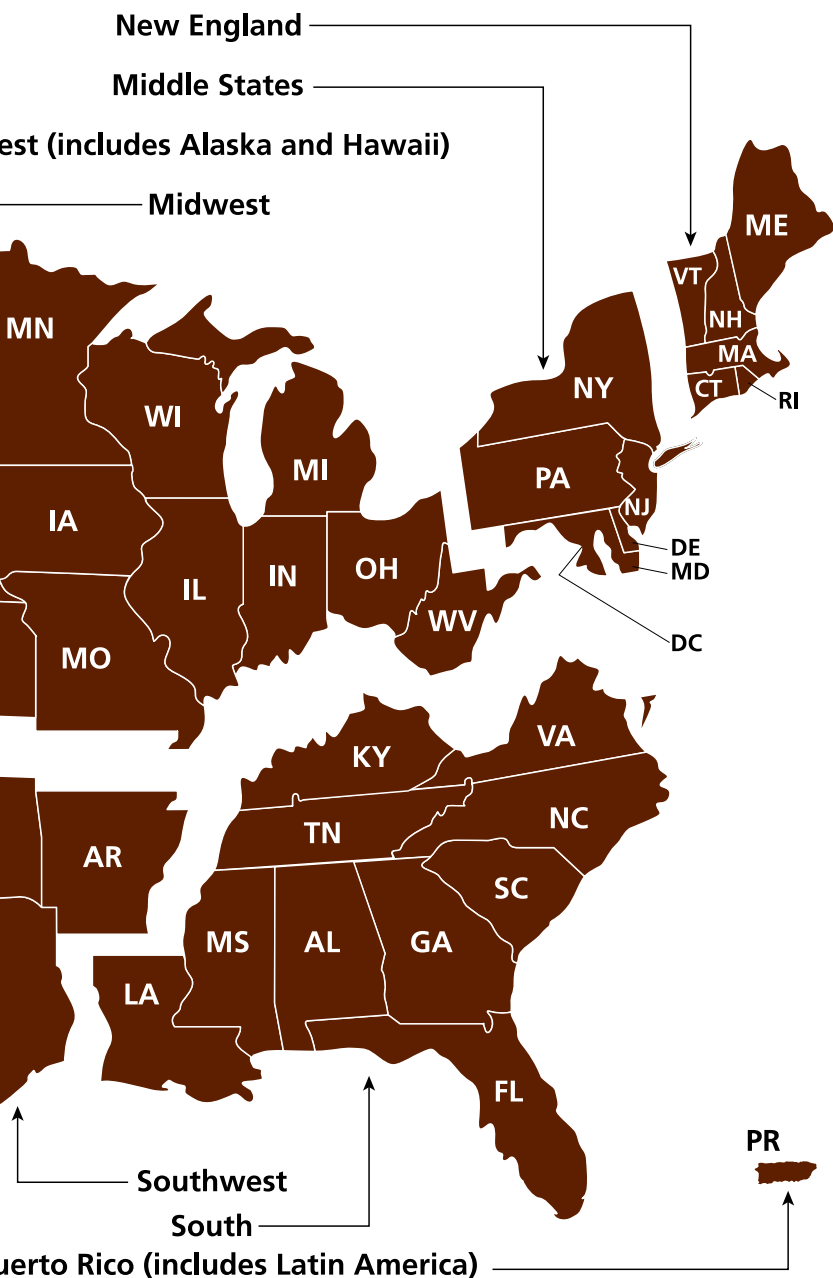 New England
Middle States
est (includes Alaska and Hawaii)
Midwest
ME
VT
MN
NH
MA
NY
CT
RI
WI
MI
PA
NJ
IA
DE
MD
OH
IN
IL
WV
DC
MO
VA
KY
NC
TN
AR
SC
MS
AL
GA
LA
FL
PR
Southwest
South
uerto Rico (includes Latin America)